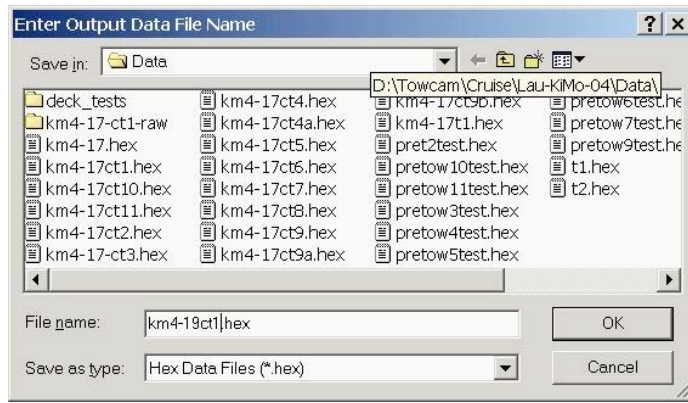 Enter Output Data File Name
Save in: Data
D:\Towcam\Cruise\Lau-KiMo-04\Data\
deck_tests
km4-17-ct1-raw
km4-17.hex
km4-17ct1.hex
km4-17ct10.hex
km4-17ct11.hex
km4-17ct2.hex
km4-17-ct3.hex
km4-17ct4.hex
km4-17ct4a.hex
km4-17ct5.hex
km4-17ct6.hex
km4-17ct7.hex
km4-17ct8.hex
km4-17ct9.hex
km4-17ct9a.hex
km4-17ct9b.hex
km4-17t1.hex
pret2test.hex
pretow10test.hex
pretow11test.hex
pretow3test.hex
pretow4test.hex
pretow5test.hex
pretow6test.he
pretow7test.he
pretow9test.he
t1.hex
t2.hex
File name: km4-19ct1.hex
OK
Save as type: Hex Data Files (*.hex)
Cancel